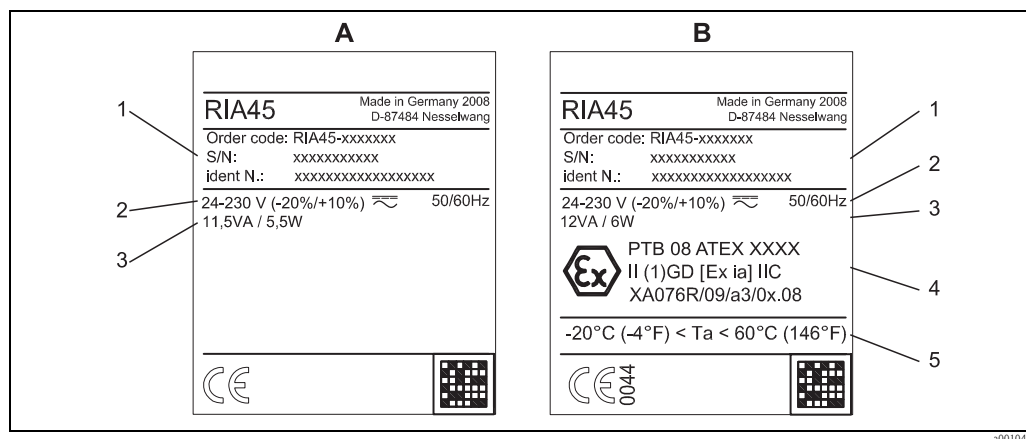 A
RIA45
Made in Germany 2008
D-87484 Nesselwang
Order code: RIA45-xxxxxxx
S/N: xxxxxxxxxxx
ident N.: xxxxxxxxxxxxxxxxxx
24-230 V (-20%/+10%) 50/60Hz
11,5VA / 5,5W
CE
1
2
3
B
RIA45
Made in Germany 2008
D-87484 Nesselwang
Order code: RIA45-xxxxxxx
S/N: xxxxxxxxxxx
ident N.: xxxxxxxxxxxxxxxxxx
24-230 V (-20%/+10%) 50/60Hz
12VA / 6W
Ex
PTB 08 ATEX XXXX
II (1)GD [Ex ia] IIC
XA076R/09/a3/0x.08
-20°C (-4°F) < Ta < 60°C (146°F)
CE 0044
1
2
3
4
5